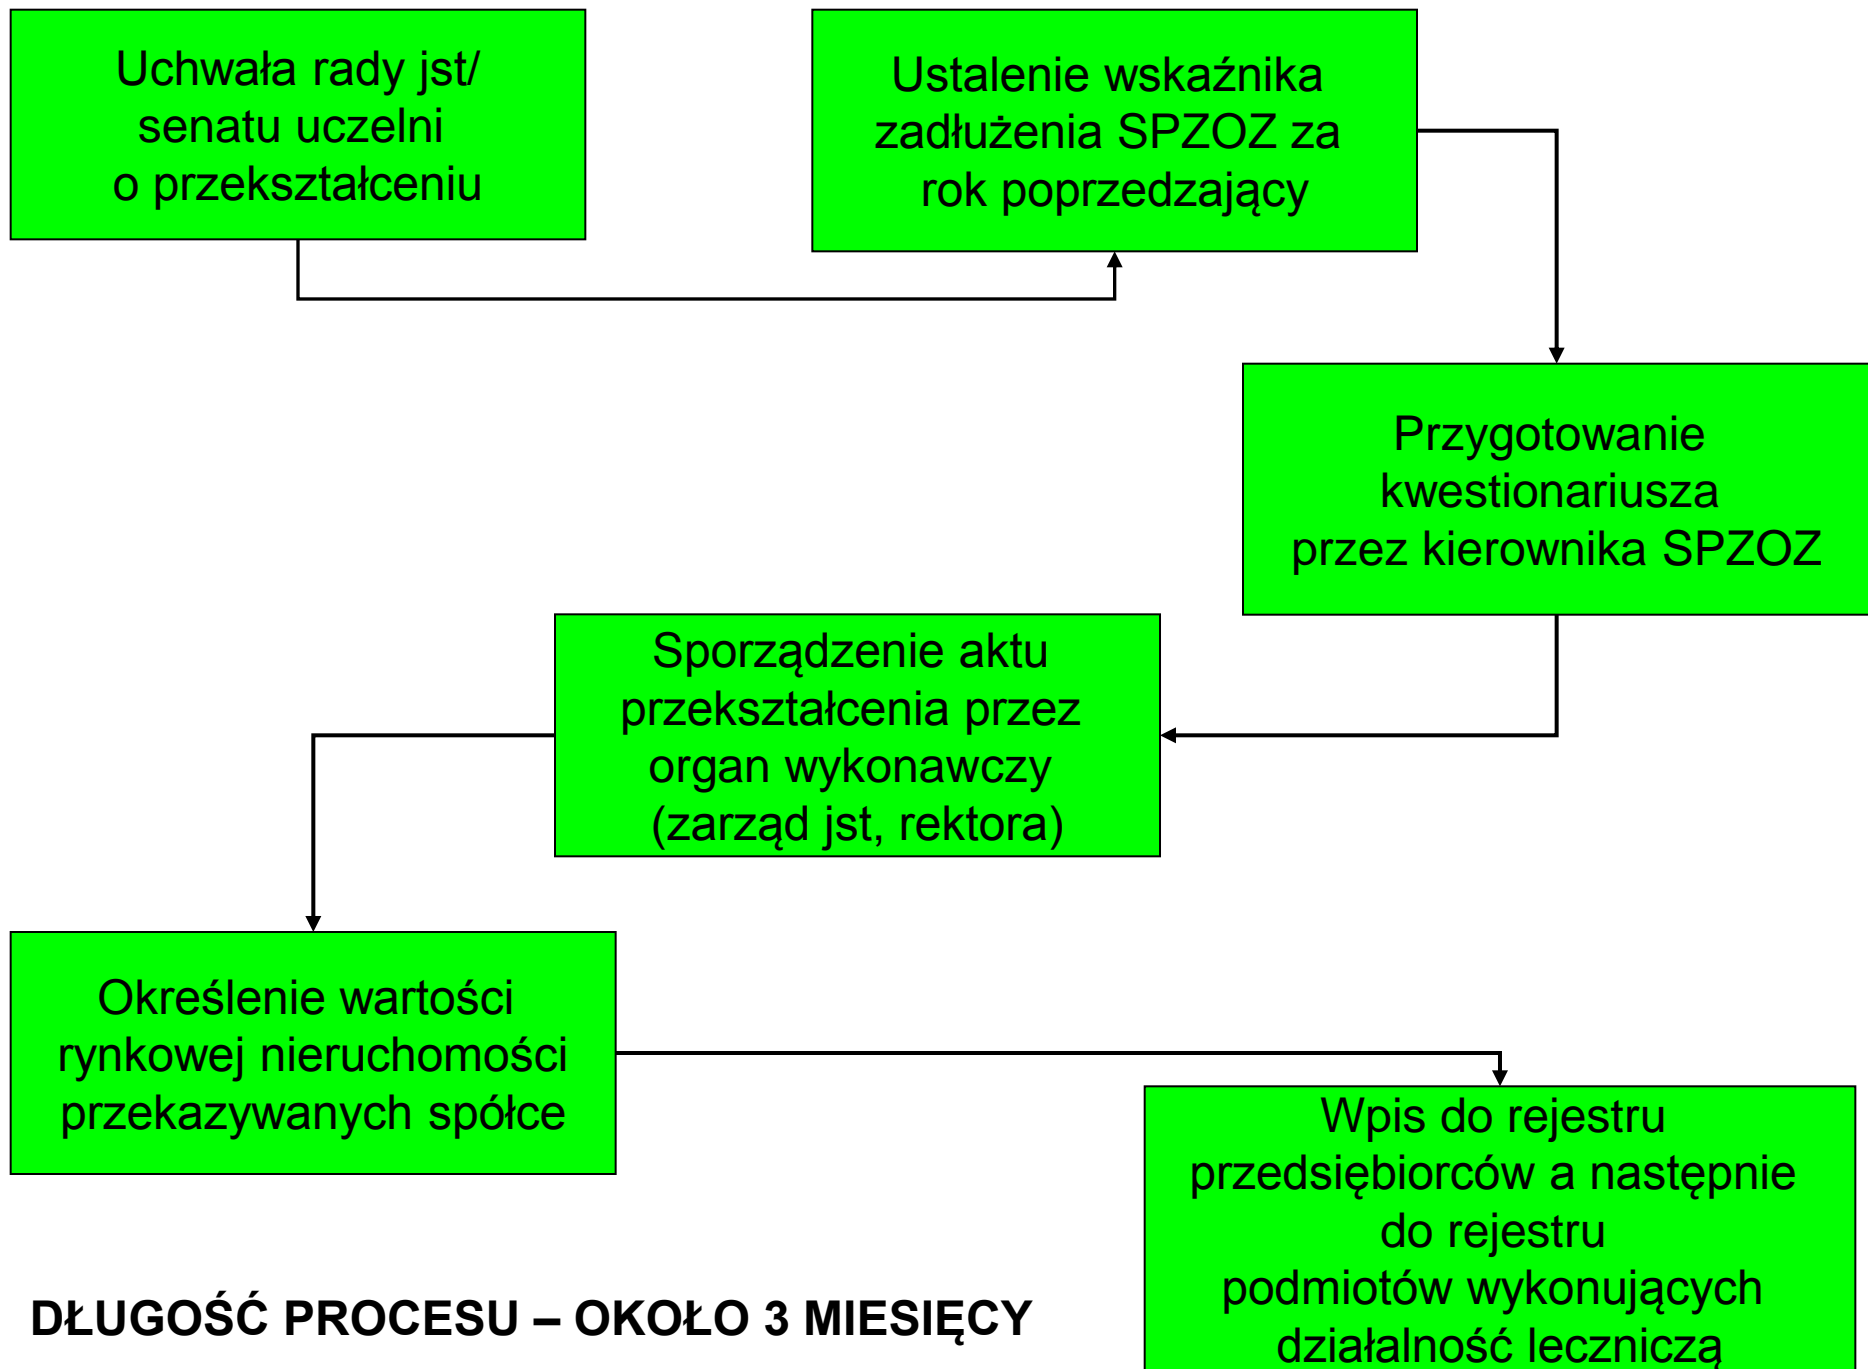 Uchwała rady jst/
senatu uczelni
o przekształceniu
Ustalenie wskaźnika
zadłużenia SPZOZ za
rok poprzedzający
Przygotowanie
kwestionariusza
przez kierownika SPZOZ
Sporządzenie aktu
przekształcenia przez
organ wykonawczy
(zarząd jst, rektora)
Określenie wartości
rynkowej nieruchomości
przekazywanych spółce
Wpis do rejestru
przedsiębiorców a następnie
do rejestru
podmiotów wykonujących
działalność leczniczą
DŁUGOŚĆ PROCESU – OKOŁO 3 MIESIĘCY